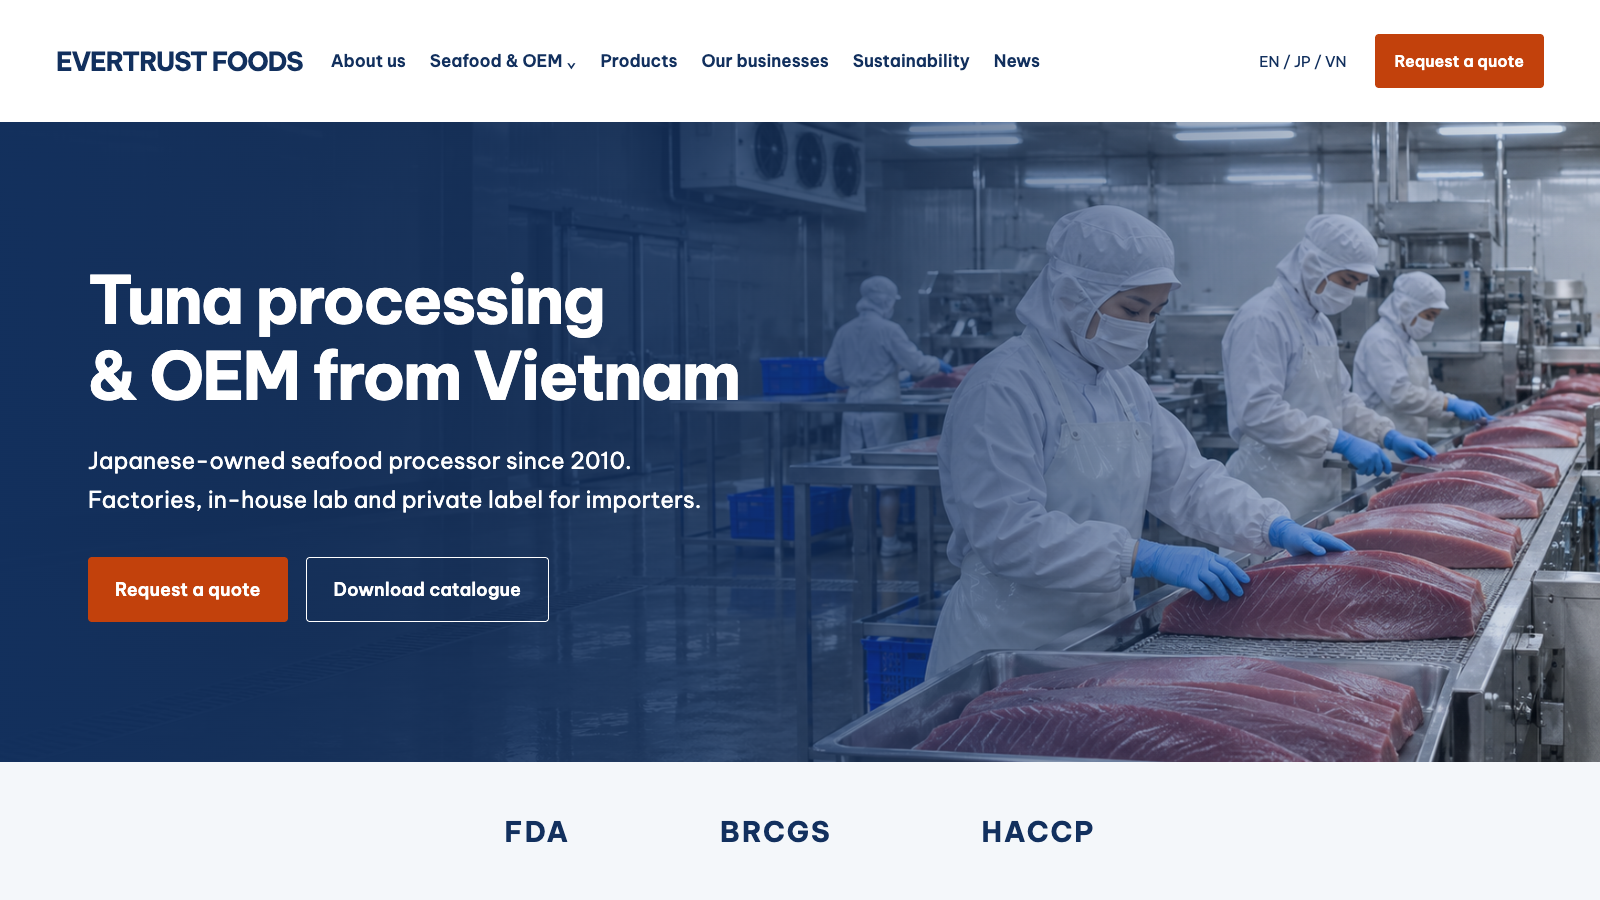 EVERTRUST FOODS
About us
Seafood & OEM
Products
Our businesses
Sustainability
News
EN / JP / VN
Request a quote
Tuna processing
& OEM from Vietnam
Japanese-owned seafood processor since 2010.
Factories, in-house lab and private label for importers.
Request a quote
Download catalogue
FDA
BRCGS
HACCP